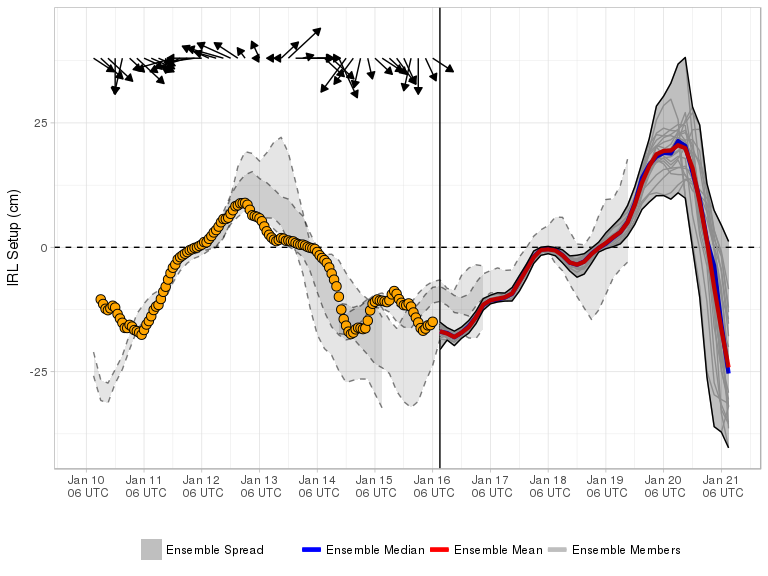 IRL Setup (cm)
25
0
-25
Jan 10 Jan 11 Jan 12 Jan 13 Jan 14 Jan 15 Jan 16 Jan 17 Jan 18 Jan 19 Jan 20 Jan 21
06 UTC 06 UTC 06 UTC 06 UTC 06 UTC 06 UTC 06 UTC 06 UTC 06 UTC 06 UTC 06 UTC 06 UTC
Ensemble Spread Ensemble Median Ensemble Mean Ensemble Members